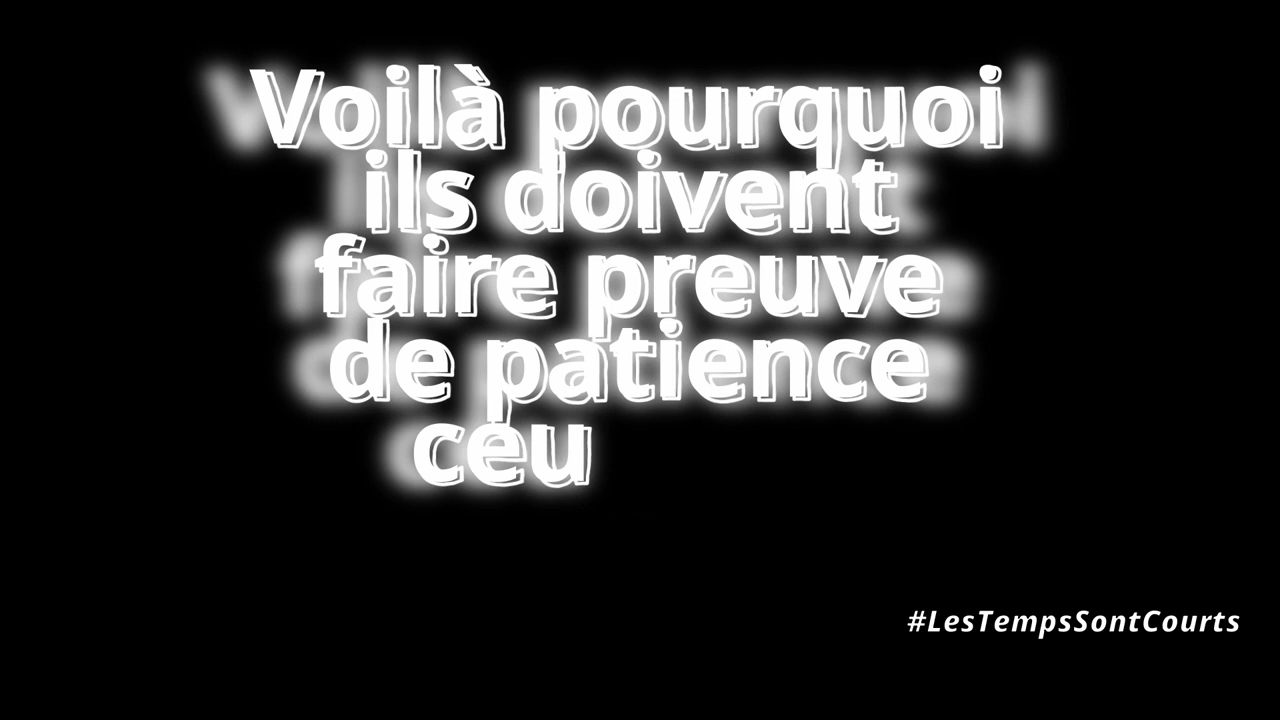 Voilà pourquoi
ils doivent
faire preuve
de patience
ceu
#LesTempsSontCourts